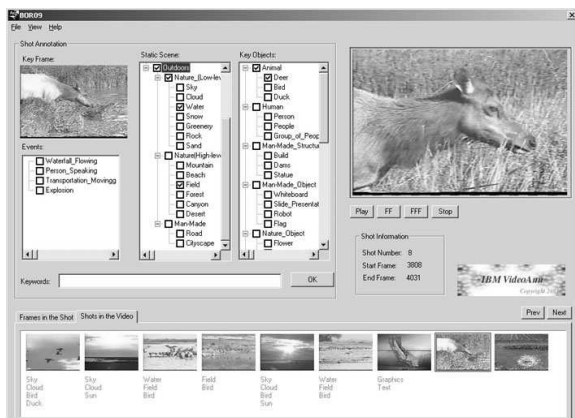 BOR09
File View Help
Shot Annotation
Key Frame:
Static Scene:
Key Objects:
Outdoors
Nature_(Low-lev
Sky
Cloud
Water
Snow
Greenery
Rock
Sand
Nature(High-leve
Mountain
Beach
Field
Forest
Canyon
Desert
Man-Made
Road
Cityscape
Animal
Deer
Bird
Duck
Human
Person
People
Group_of_Peop
Man-Made_Structu
Build
Dams
Statue
Man-Made_Object
Whiteboard
Slide_Presentat
Robot
Flag
Nature_Object
Flower
Events:
Waterfall_Flowing
Person_Speaking
Transportation_Movingg
Explosion
Keywords:
OK
Play FF FFF Stop
Shot Information
Shot Number: 8
Start Frame: 3808
End Frame: 4031
IBM VideoAnn
Copyright
Prev Next
Frames in the Shot Shots in the Video
Sky
Cloud
Bird
Duck
Sky
Cloud
Sun
Water
Field
Bird
Field
Bird
Sky
Cloud
Bird
Sun
Water
Field
Bird
Graphics
Text